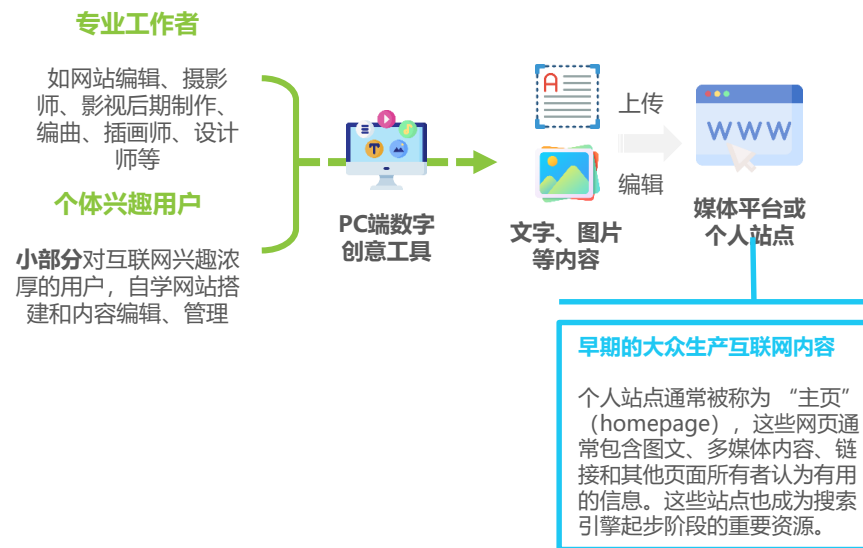 专业工作者
如网站编辑、摄影
师、影视后期制作、
编曲、插画师、设计
师等
个体兴趣用户
小部分对互联网兴趣浓
厚的用户，自学网站搭
建和内容编辑、管理
T
PC端数字
创意工具
A
文字、图片
等内容
上传
编辑
WWW
媒体平台或
个人站点
早期的大众生产互联网内容
个人站点通常被称为 “主页”
（homepage），这些网页通
常包含图文、多媒体内容、链
接和其他页面所有者认为有用
的信息。这些站点也成为搜索
引擎起步阶段的重要资源。